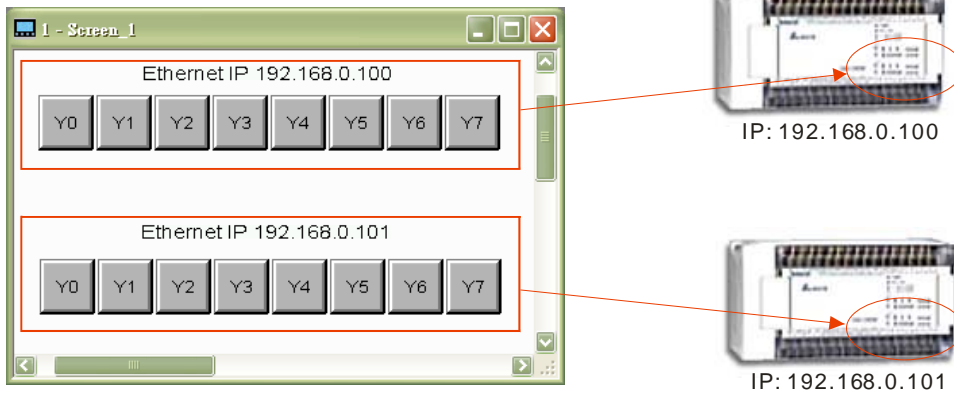 1 - Screen_1
Ethernet IP 192.168.0.100
Y0 Y1 Y2 Y3 Y4 Y5 Y6 Y7
IP: 192.168.0.100
Ethernet IP 192.168.0.101
Y0 Y1 Y2 Y3 Y4 Y5 Y6 Y7
IP: 192.168.0.101